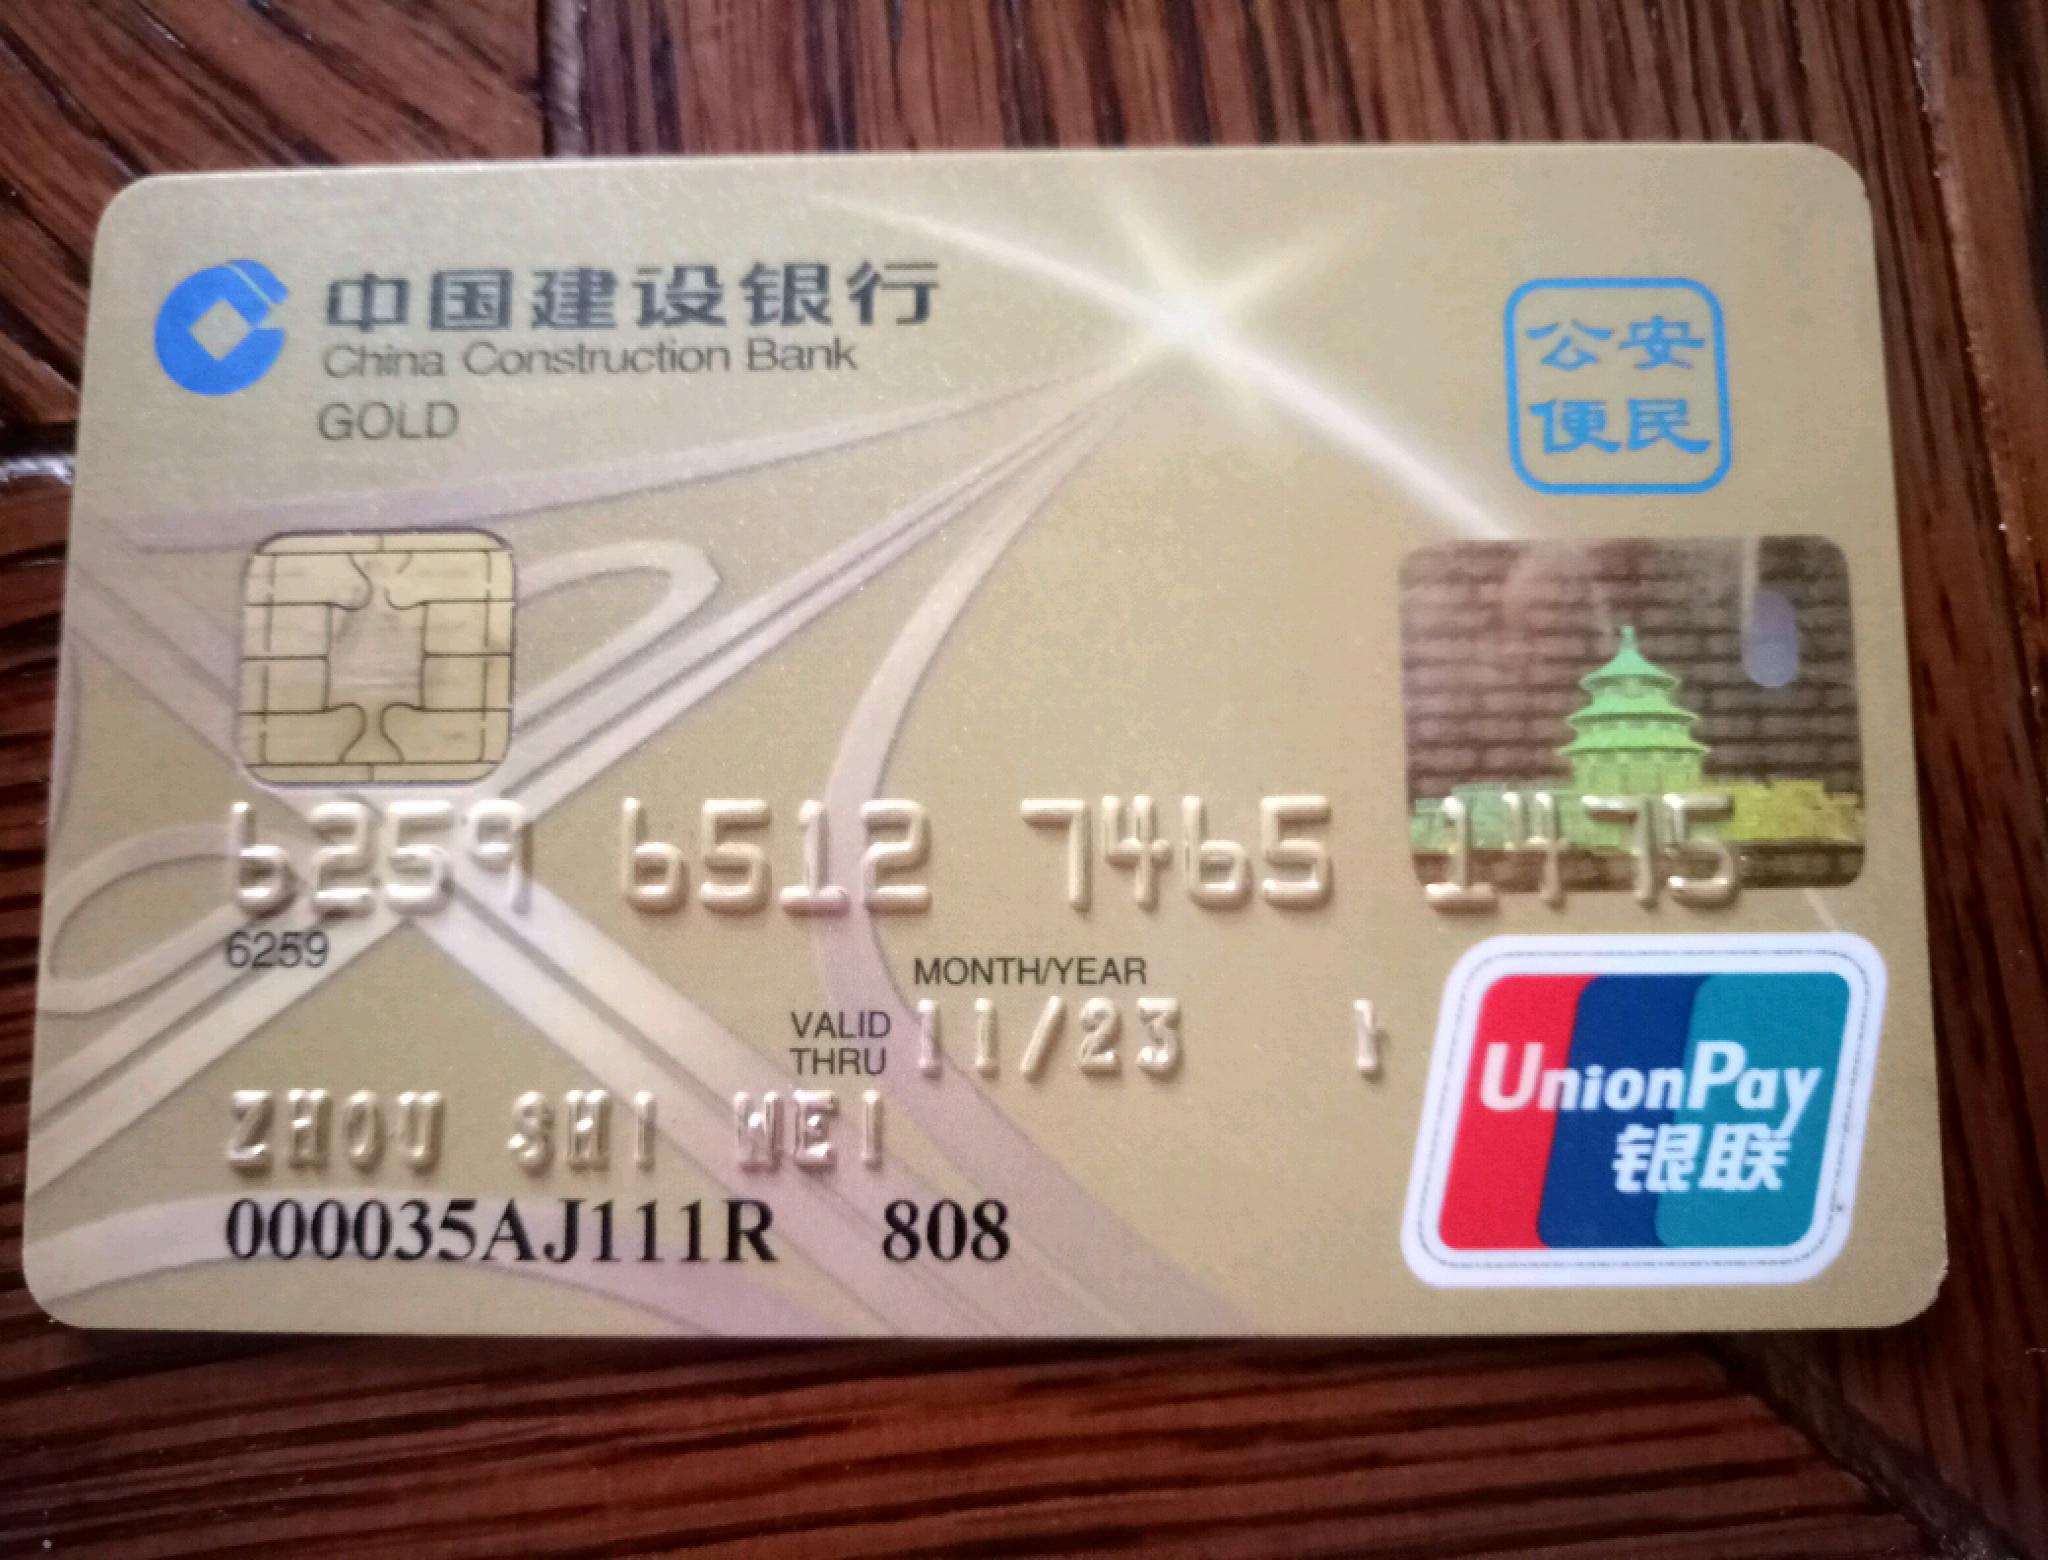 中国建设银行
China Construction Bank
GOLD
公安
便民
6259 6512 7465 1475
6259
MONTH/YEAR
VALID
THRU
11/23
ZHOU SHI WEI
000035AJ111R 808
UnionPay
银联